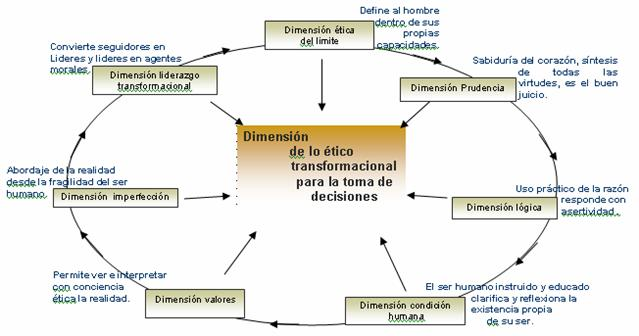 Define al hombre
dentro de sus
propias
capacidades.
Dimensión ética
del limite
Convierte seguidores en
Lideres y lideres en agentes
morales.
Dimensión liderazgo
transformacional
Sabiduría del corazón, síntesis
de todas las
virtudes, es el buen
juicio.
Dimensión Prudencia
Dimensión
de lo ético
transformacional
para la toma de
decisiones
Abordaje de la realidad
desde la fragilidad del ser
humano.
Dimensión imperfección
Uso práctico de la razón
responde con
asertividad.
Dimensión lógica
Permite ver e interpretar
con conciencia
ética la realidad.
Dimensión valores
El ser humano instruido y educado
clarifica y reflexiona la
existencia propia
de su ser.
Dimensión condición
humana